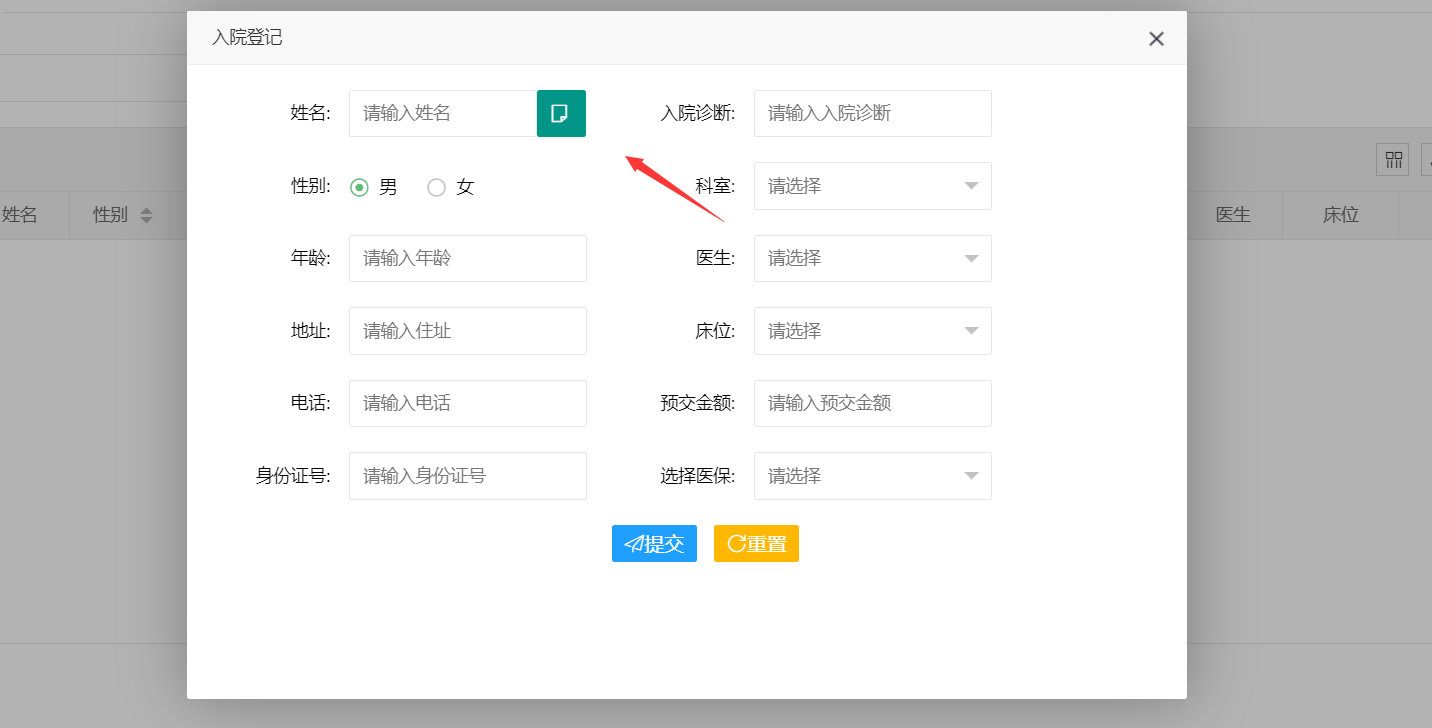 入院登记
姓名: 请输入姓名 入院诊断: 请输入入院诊断
性别: 男 女 科室: 请选择
姓名 性别 医生 床位
年龄: 请输入年龄 医生: 请选择
地址: 请输入住址 床位: 请选择
电话: 请输入电话 预交金额: 请输入预交金额
身份证号: 请输入身份证号 选择医保: 请选择
提交 重置